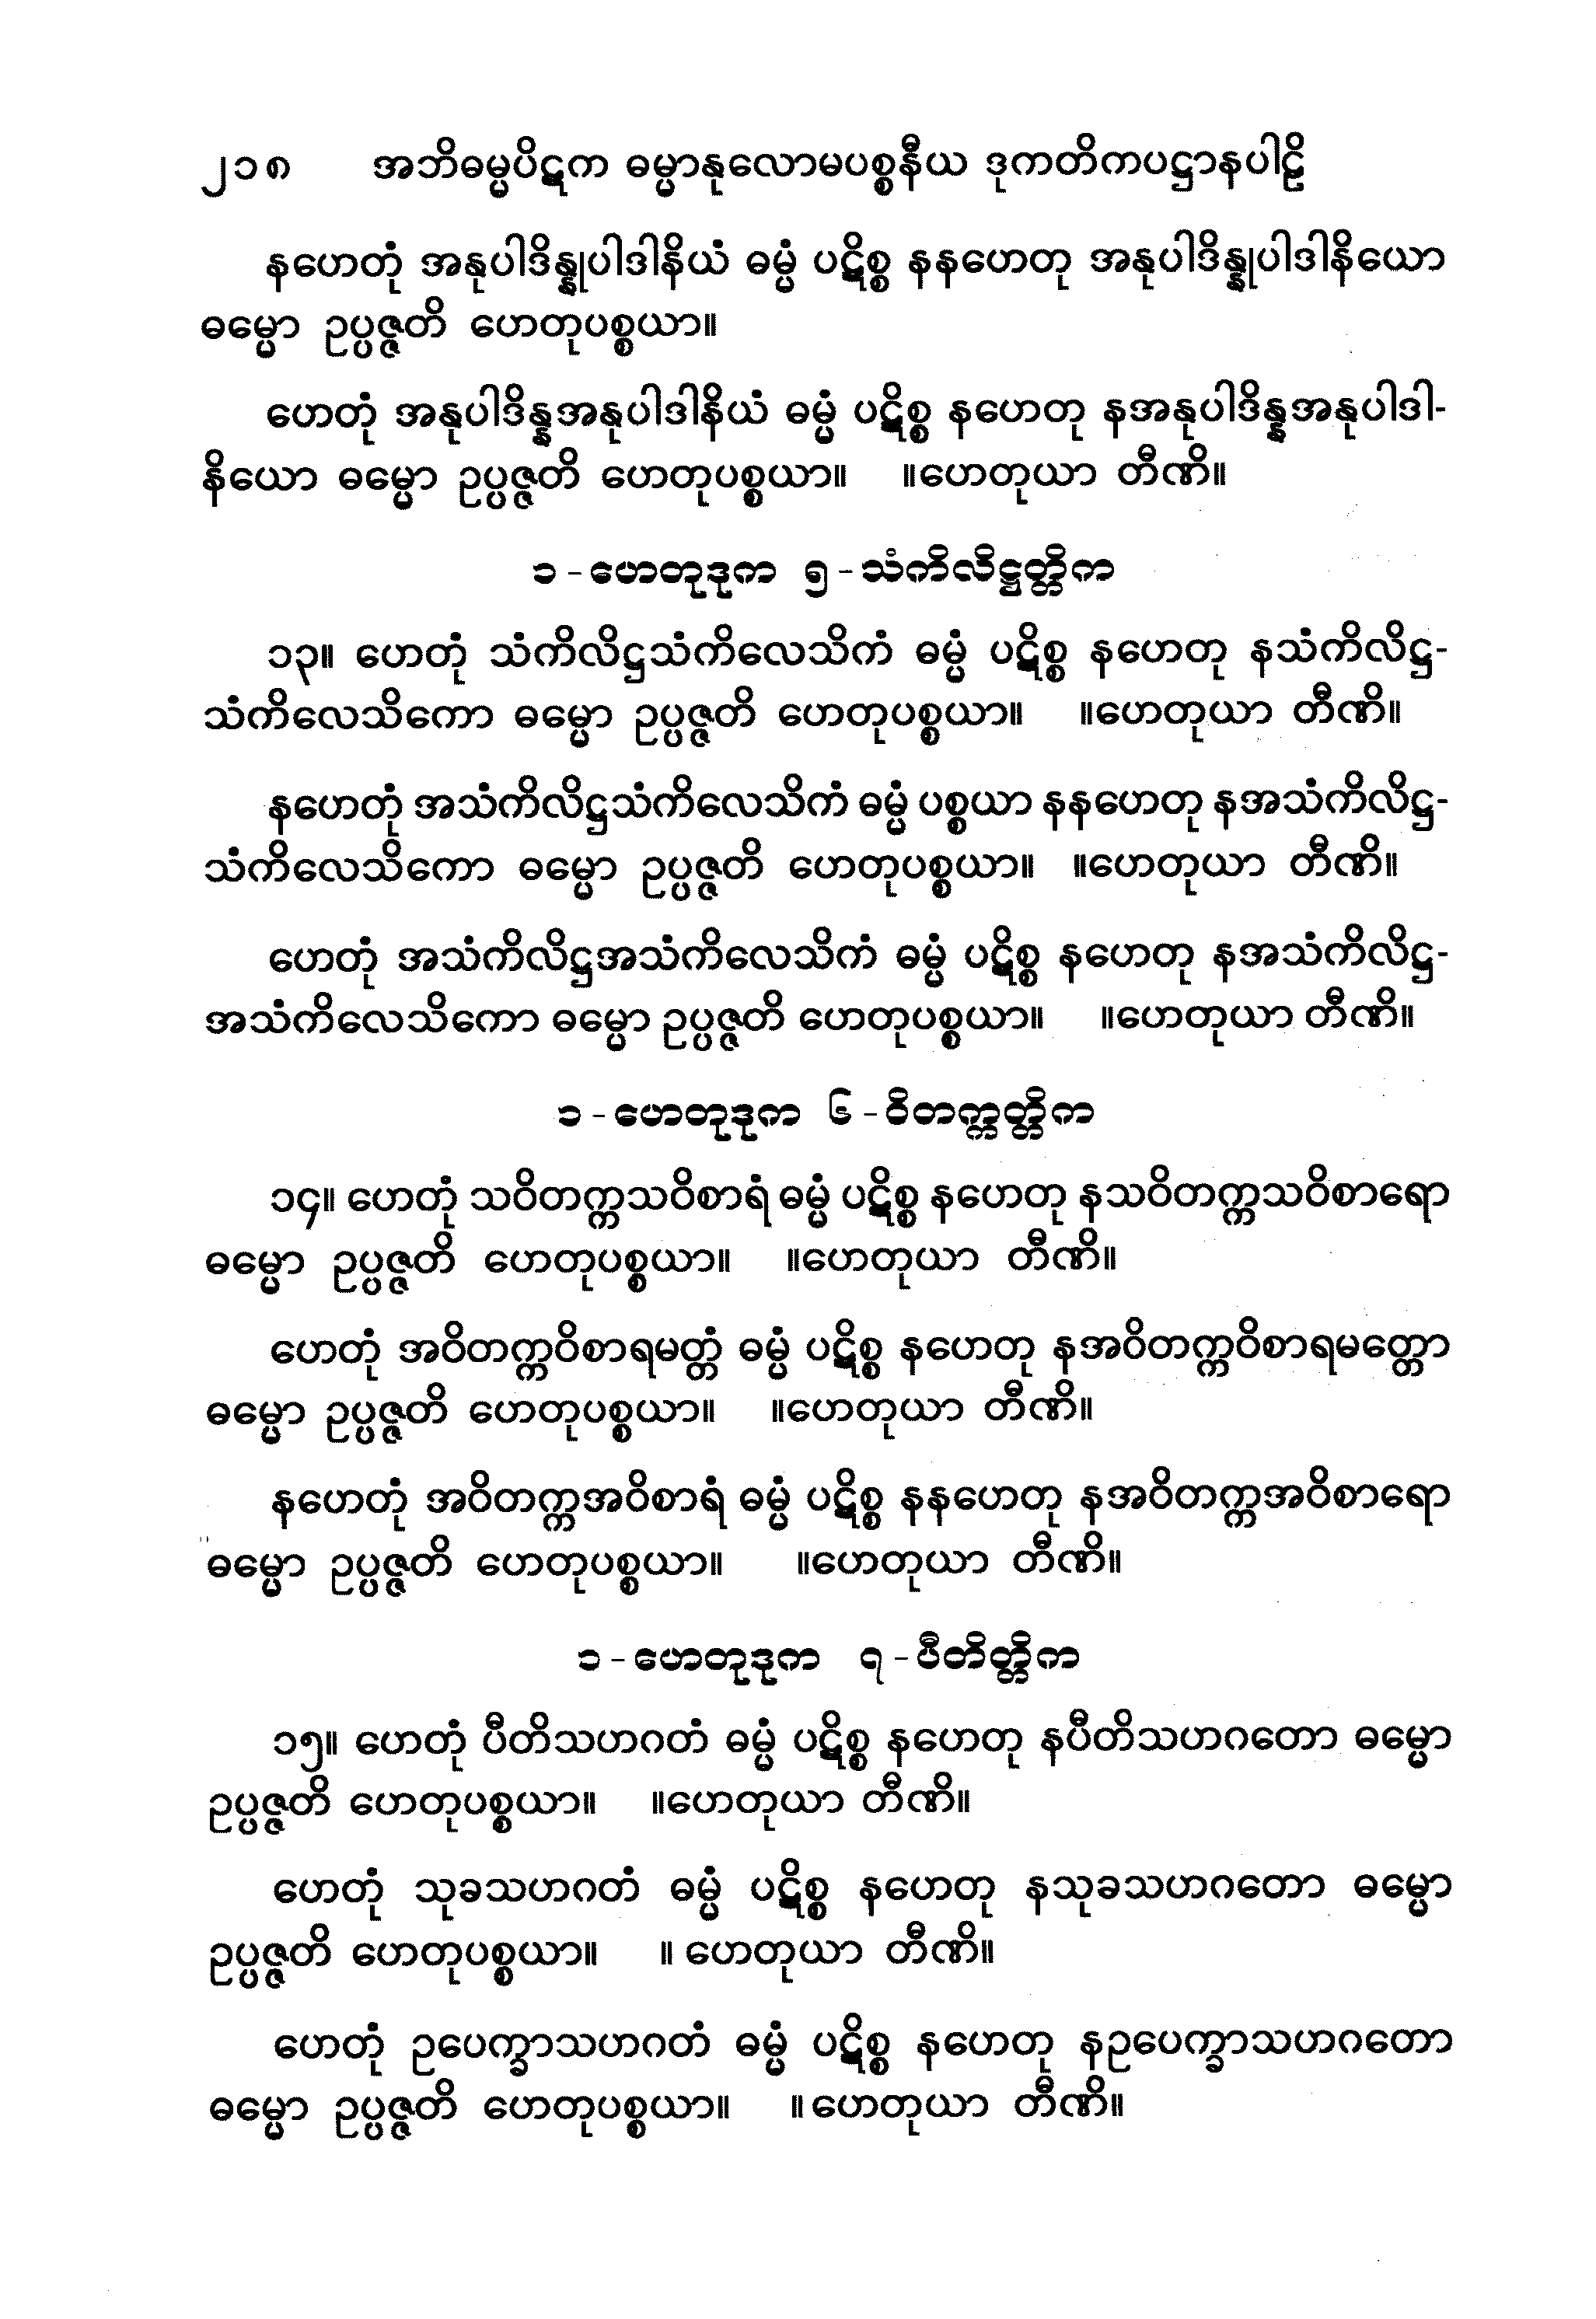 ၂၁၈ အဘိဓမ္မပိဋက ဓမ္မာနုလောမပစ္စနီယ ဒုကတိကပဋ္ဌာနပါဠိ
နဟေတုံ အနုပါဒိန္နုပါဒါနိယံ ဓမ္မံ ပဋိစ္စ နနဟေတု အနုပါဒိန္နုပါဒါနိယော
ဓမ္မော ဥပ္ပဇ္ဇတိ ဟေတုပစ္စယာ။
ဟေတုံ အနုပါဒိန္နအနုပါဒါနိယံ ဓမ္မံ ပဋိစ္စ နဟေတု နအနုပါဒိန္နအနုပါဒါ-
နိယော ဓမ္မော ဥပ္ပဇ္ဇတိ ဟေတုပစ္စယာ။ ။ဟေတုယာ တီဏိ။
၁ - ဟေတုဒုက ၅ - သံကိလိဋ္ဌတ္တိက
၁၃။ ဟေတုံ သံကိလိဋ္ဌသံကိလေသိကံ ဓမ္မံ ပဋိစ္စ နဟေတု နသံကိလိဋ္ဌ-
သံကိလေသိကော ဓမ္မော ဥပ္ပဇ္ဇတိ ဟေတုပစ္စယာ။ ။ဟေတုယာ တီဏိ။
နဟေတုံ အသံကိလိဋ္ဌသံကိလေသိကံ ဓမ္မံ ပစ္စယာ နနဟေတု နအသံကိလိဋ္ဌ-
သံကိလေသိကော ဓမ္မော ဥပ္ပဇ္ဇတိ ဟေတုပစ္စယာ။ ။ဟေတုယာ တီဏိ။
ဟေတုံ အသံကိလိဋ္ဌအသံကိလေသိကံ ဓမ္မံ ပဋိစ္စ နဟေတု နအသံကိလိဋ္ဌ-
အသံကိလေသိကော ဓမ္မော ဥပ္ပဇ္ဇတိ ဟေတုပစ္စယာ။ ။ဟေတုယာ တီဏိ။
၁ - ဟေတုဒုက ၆ - ဝိတက္ကတ္တိက
၁၄။ ဟေတုံ သဝိတက္ကသဝိစာရံ ဓမ္မံ ပဋိစ္စ နဟေတု နသဝိတက္ကသဝိစာရော
ဓမ္မော ဥပ္ပဇ္ဇတိ ဟေတုပစ္စယာ။ ။ဟေတုယာ တီဏိ။
ဟေတုံ အဝိတက္ကဝိစာရမတ္တံ ဓမ္မံ ပဋိစ္စ နဟေတု နအဝိတက္ကဝိစာရမတ္တော
ဓမ္မော ဥပ္ပဇ္ဇတိ ဟေတုပစ္စယာ။ ။ဟေတုယာ တီဏိ။
နဟေတုံ အဝိတက္ကအဝိစာရံ ဓမ္မံ ပဋိစ္စ နနဟေတု နအဝိတက္ကအဝိစာရော
ဓမ္မော ဥပ္ပဇ္ဇတိ ဟေတုပစ္စယာ။ ။ဟေတုယာ တီဏိ။
၁ - ဟေတုဒုက ၇ - ပီတိတ္တိက
၁၅။ ဟေတုံ ပီတိသဟဂတံ ဓမ္မံ ပဋိစ္စ နဟေတု နပီတိသဟဂတော ဓမ္မော
ဥပ္ပဇ္ဇတိ ဟေတုပစ္စယာ။ ။ဟေတုယာ တီဏိ။
ဟေတုံ သုခသဟဂတံ ဓမ္မံ ပဋိစ္စ နဟေတု နသုခသဟဂတော ဓမ္မော
ဥပ္ပဇ္ဇတိ ဟေတုပစ္စယာ။ ။ ဟေတုယာ တီဏိ။
ဟေတုံ ဥပေက္ခာသဟဂတံ ဓမ္မံ ပဋိစ္စ နဟေတု နဥပေက္ခာသဟဂတော
ဓမ္မော ဥပ္ပဇ္ဇတိ ဟေတုပစ္စယာ။ ။ ဟေတုယာ တီဏိ။